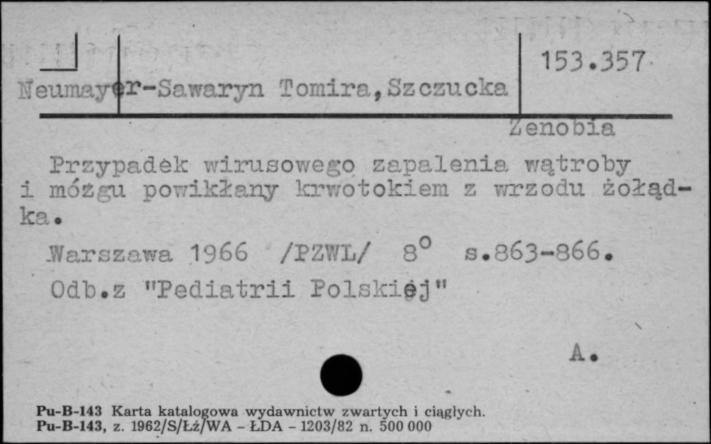 153.357
Neumayer-Sawaryn Tomira,Szczucka
Zenobia
Przypadek wirusowego zapalenia wątroby
i mózgu powikłany krwotokiem z wrzodu żołąd-
ka.
Warszawa 1966 /PZWL/ 8° s.863-866.
Odb.z "Pediatrii Polskiej"
A.
Pu-B-143 Karta katalogowa wydawnictw zwartych i ciągłych.
Pu-B-143, z. 1962/S/Łż/WA - ŁDA - 1203/82 n. 500 000